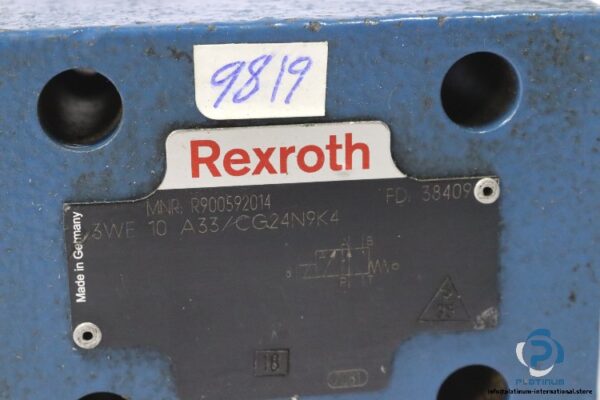 9819
Rexroth
MNR: R900592014 FD: 38409
3WE 10 A33/CG24N9K4
Made in Germany
A B
a
P T
18
PLATINUM
info@platinum-international.store